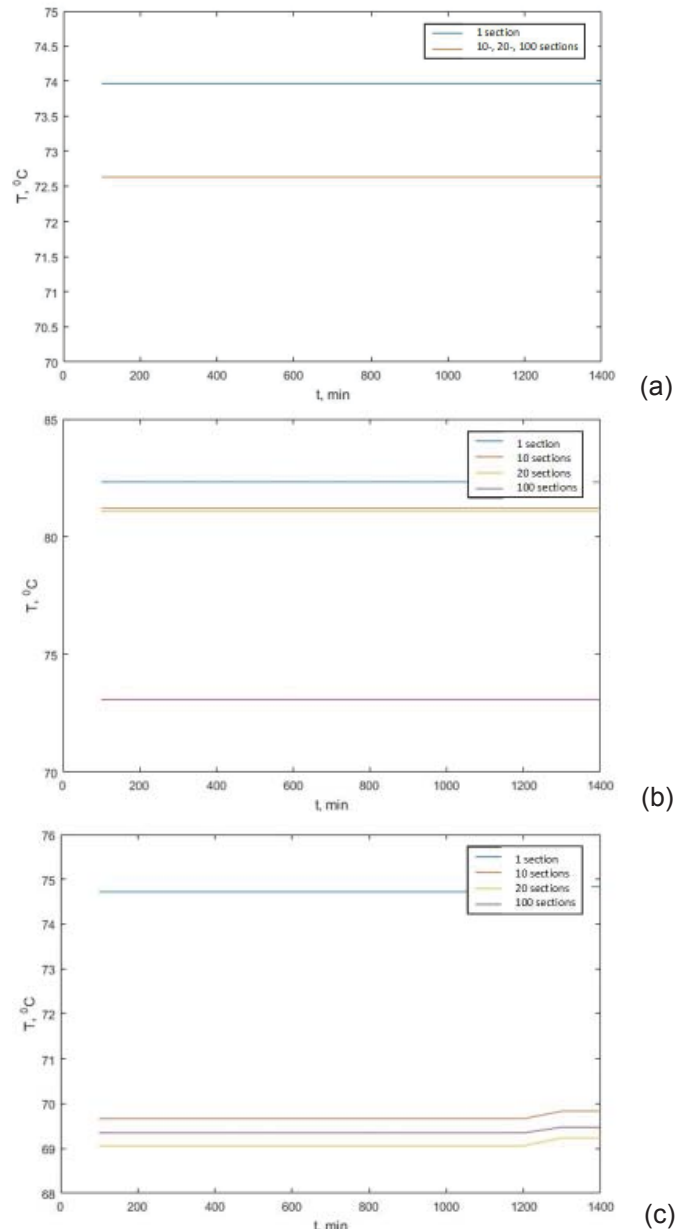 75
74.5
74
73.5
73
72.5
72
71.5
71
70.5
70
T, ⁰C
1 section
10-, 20-, 100 sections
0 200 400 600 800 1000 1200 1400
t, min
(a)
85
80
75
70
T, ⁰C
1 section
10 sections
20 sections
100 sections
0 200 400 600 800 1000 1200 1400
t, min
(b)
76
75
74
73
72
71
70
69
68
T, ⁰C
1 section
10 sections
20 sections
100 sections
0 200 400 600 800 1000 1200 1400
t, min
(c)